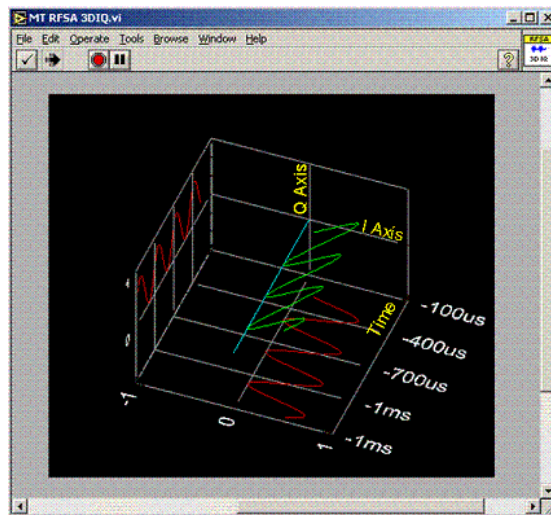 MT RFSA 3DIQ.vi
File Edit Operate Tools Browse Window Help
?
RFSA
3D IQ
Q Axis
I Axis
Time
-100us
-400us
-700us
-1ms
-1ms
-1
0
1